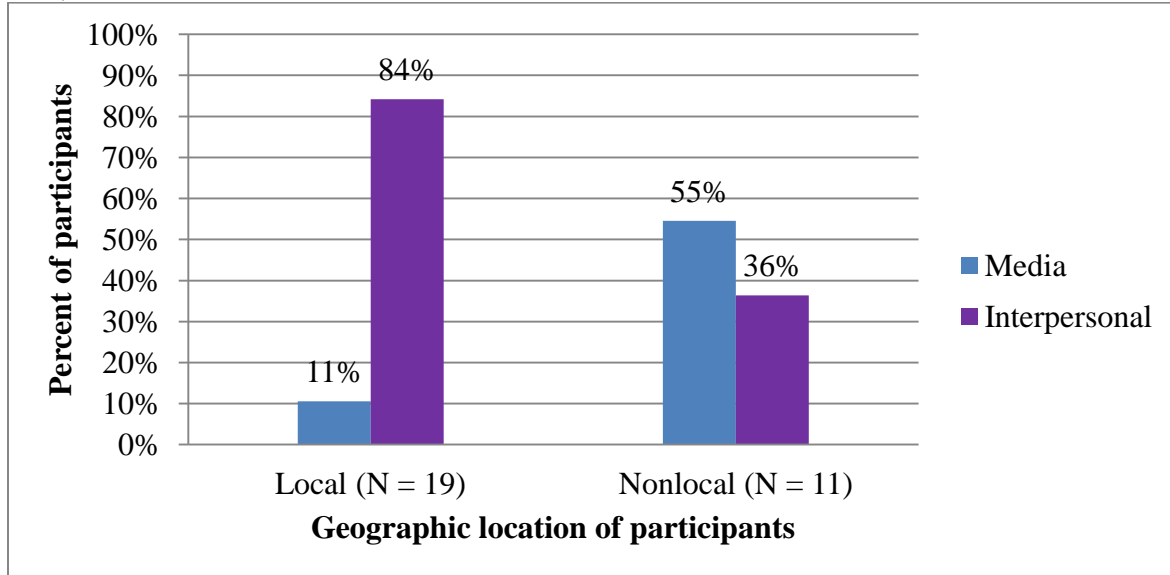 100%
90%
80%
70%
60%
50%
40%
30%
20%
10%
0%
Percent of participants
11%
84%
55%
36%
Local (N = 19)
Nonlocal (N = 11)
Geographic location of participants
Media
Interpersonal